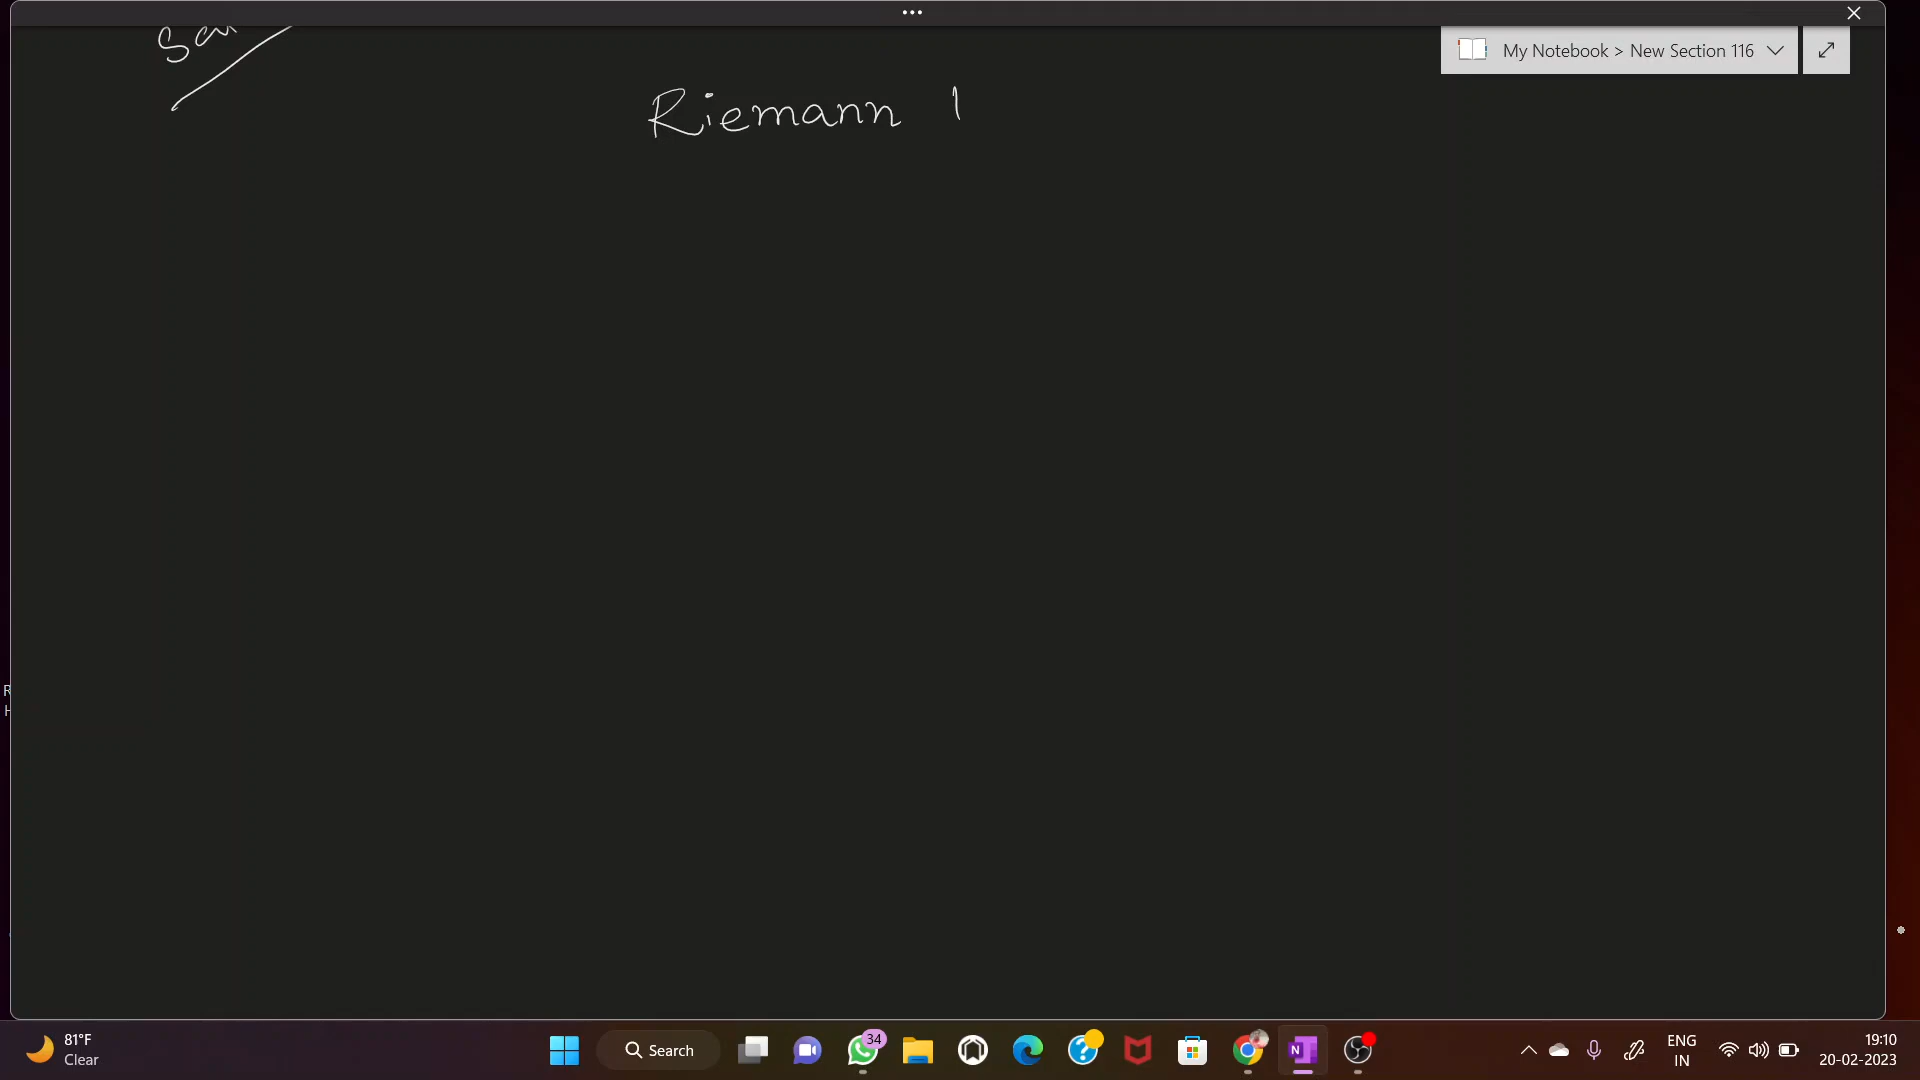 My Notebook > New Section 116
Riemann
R
H
81°F
Clear
Search
34
ENG
IN
19:10
20-02-2023